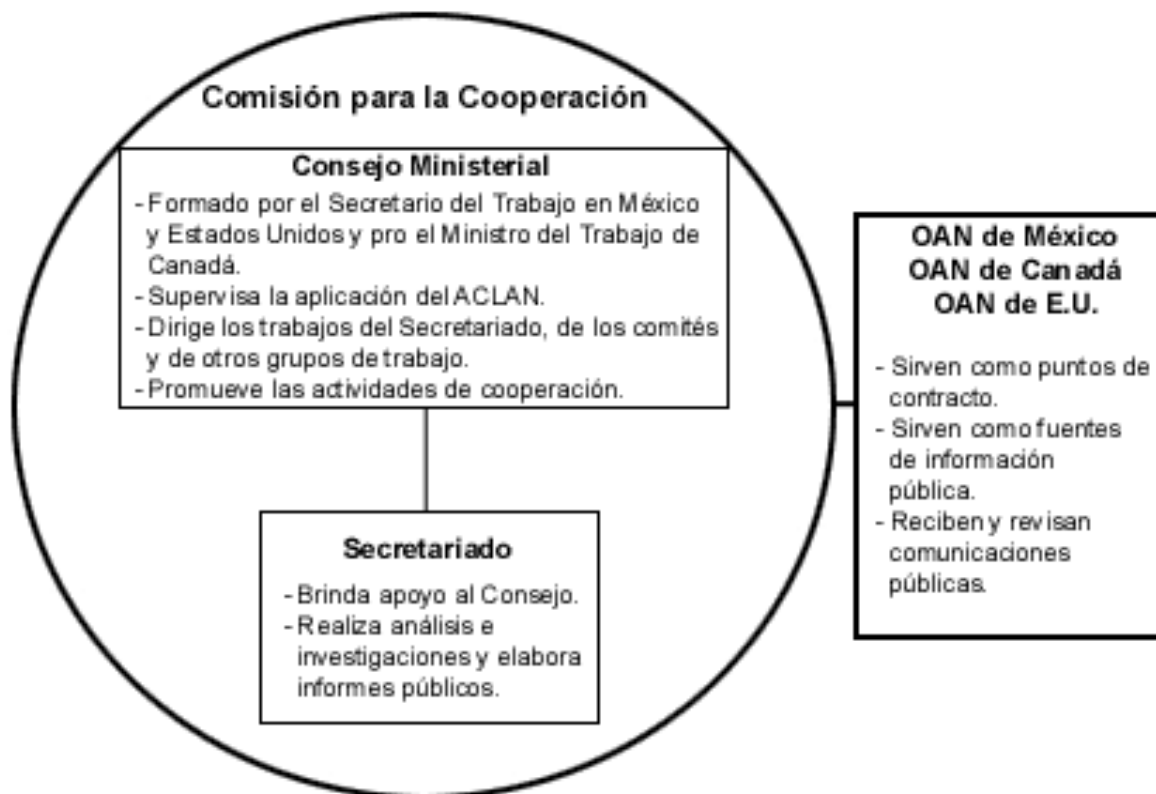 Comisión para la Cooperación
Consejo Ministerial
- Formado por el Secretario del Trabajo en México
y Estados Unidos y pro el Ministro del Trabajo de
Canadá.
- Supervisa la aplicación del ACLAN.
- Dirige los trabajos del Secretariado, de los comités
y de otros grupos de trabajo.
- Promueve las actividades de cooperación.
Secretariado
- Brinda apoyo al Consejo.
- Realiza análisis e
investigaciones y elabora
informes públicos.
OAN de México
OAN de Canadá
OAN de E.U.
- Sirven como puntos de
contracto.
- Sirven como fuentes
de información
pública.
- Reciben y revisan
comunicaciones
públicas.